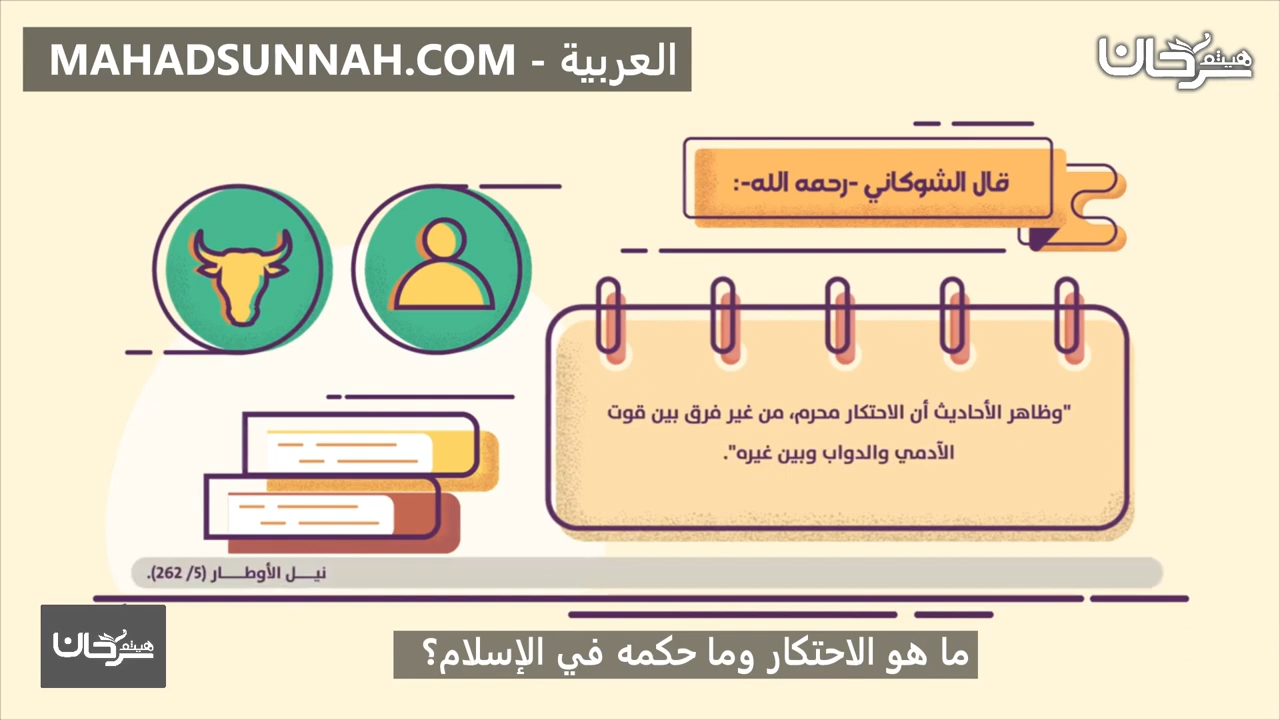 العربية - MAHADSUNNAH.COM
هيثم سرحان
قال الشوكاني -رحمه الله-:
"وظاهر الأحاديث أن الاحتكار محرم، من غير فرق بين قوت
الآدمي والدواب وبين غيره".
نيـــل الأوطـــــار (5/ 262).
هيثم سرحان
ما هو الاحتكار وما حكمه في الإسلام؟